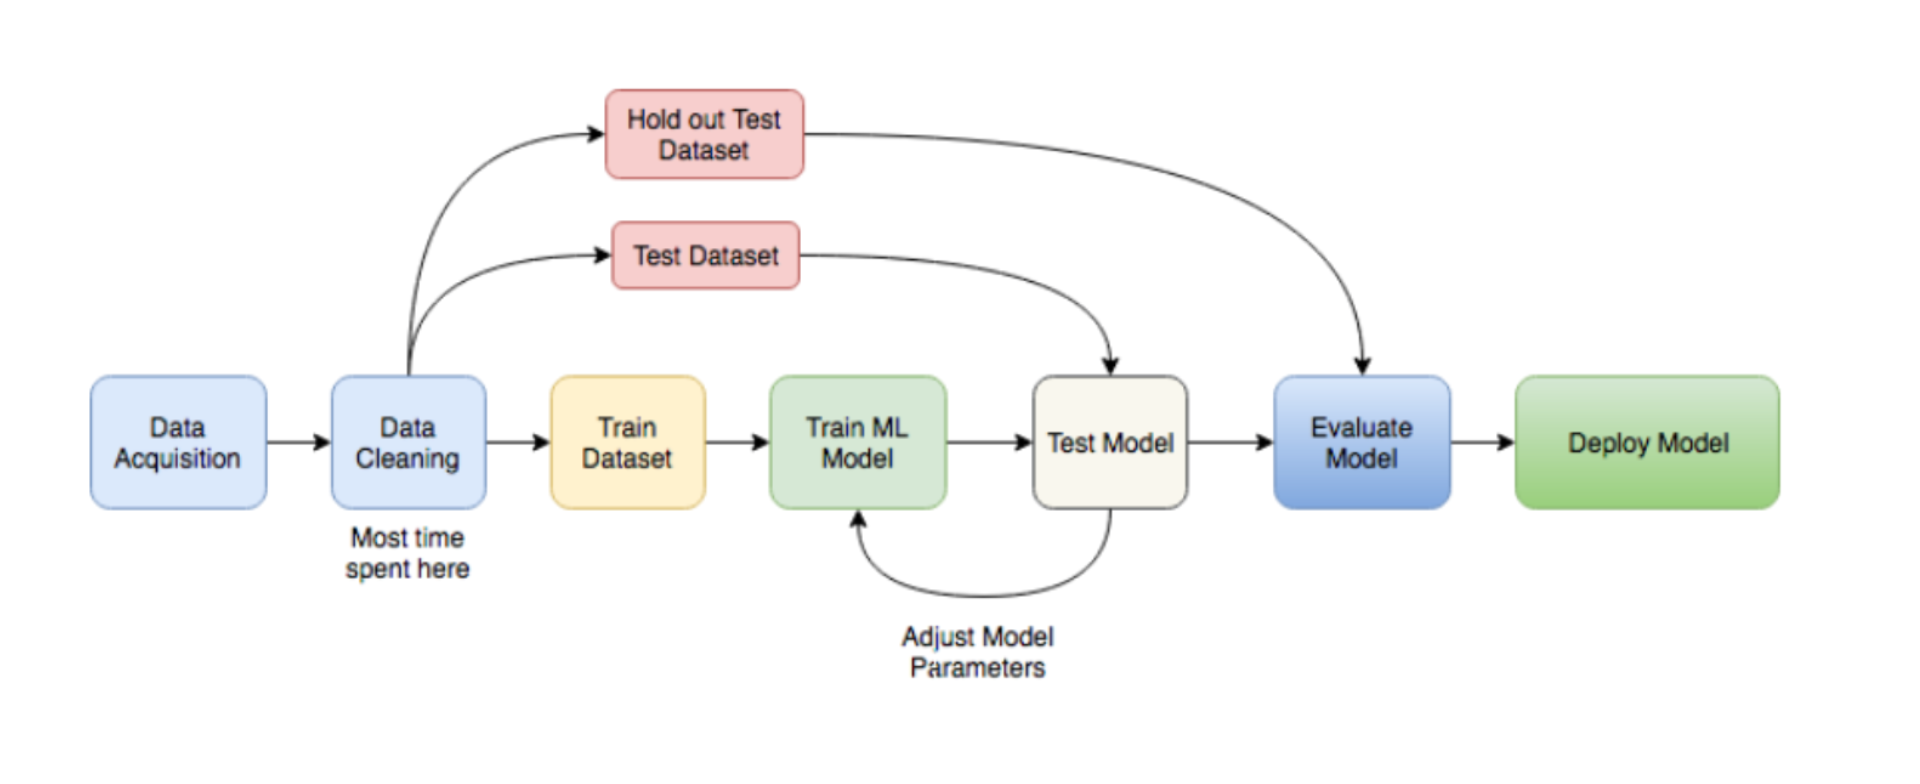 Hold out Test
Dataset
Test Dataset
Data
Acquisition
Data
Cleaning
Train
Dataset
Train ML
Model
Test Model
Evaluate
Model
Deploy Model
Most time
spent here
Adjust Model
Parameters